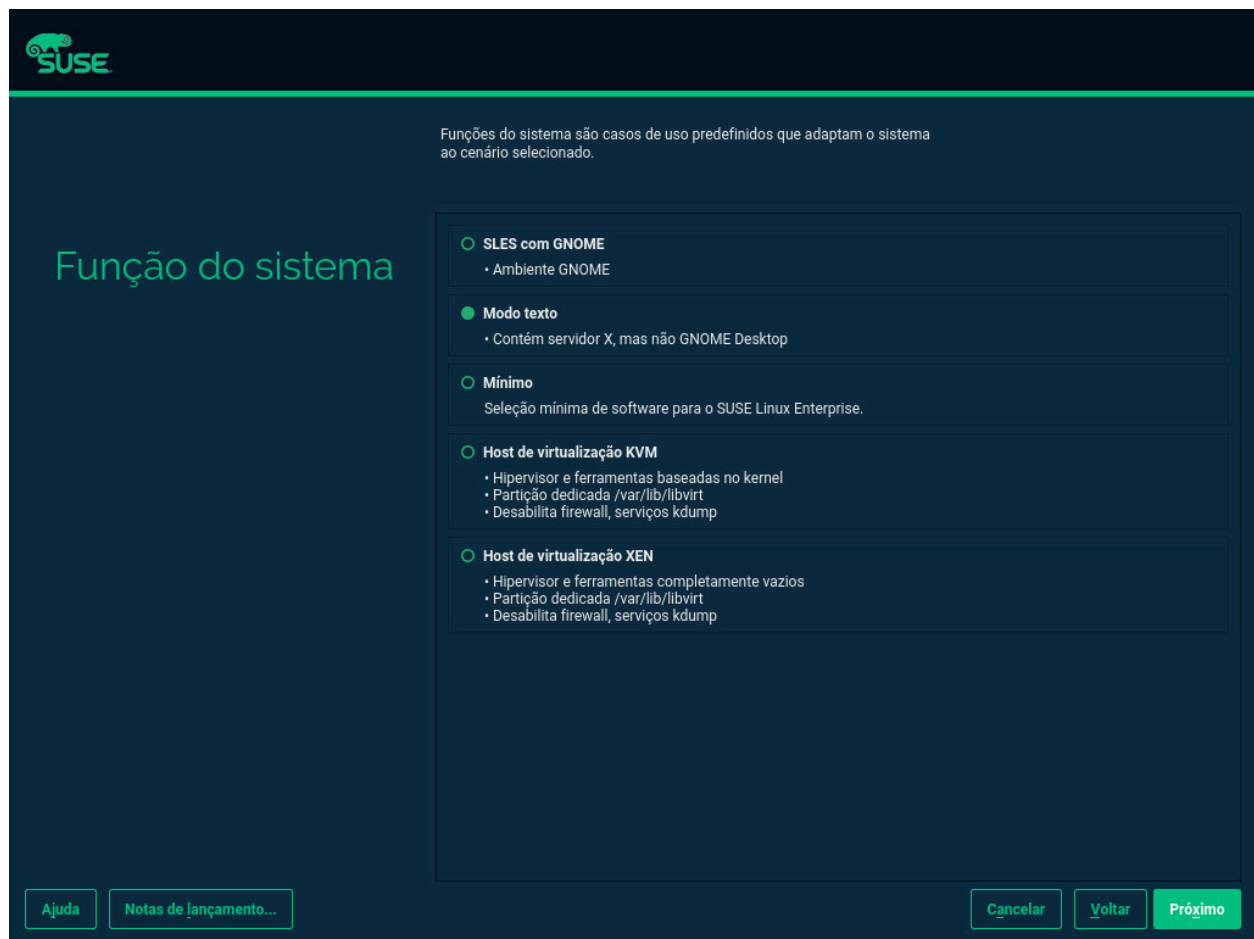 SUSE
Funções do sistema são casos de uso predefinidos que adaptam o sistema
ao cenário selecionado.
Função do sistema
SLES com GNOME
• Ambiente GNOME
Modo texto
• Contém servidor X, mas não GNOME Desktop
Mínimo
Seleção mínima de software para o SUSE Linux Enterprise.
Host de virtualização KVM
• Hipervisor e ferramentas baseadas no kernel
• Partição dedicada /var/lib/libvirt
• Desabilita firewall, serviços kdump
Host de virtualização XEN
• Hipervisor e ferramentas completamente vazios
• Partição dedicada /var/lib/libvirt
• Desabilita firewall, serviços kdump
Ajuda
Notas de lançamento...
Cancelar
Voltar
Próximo